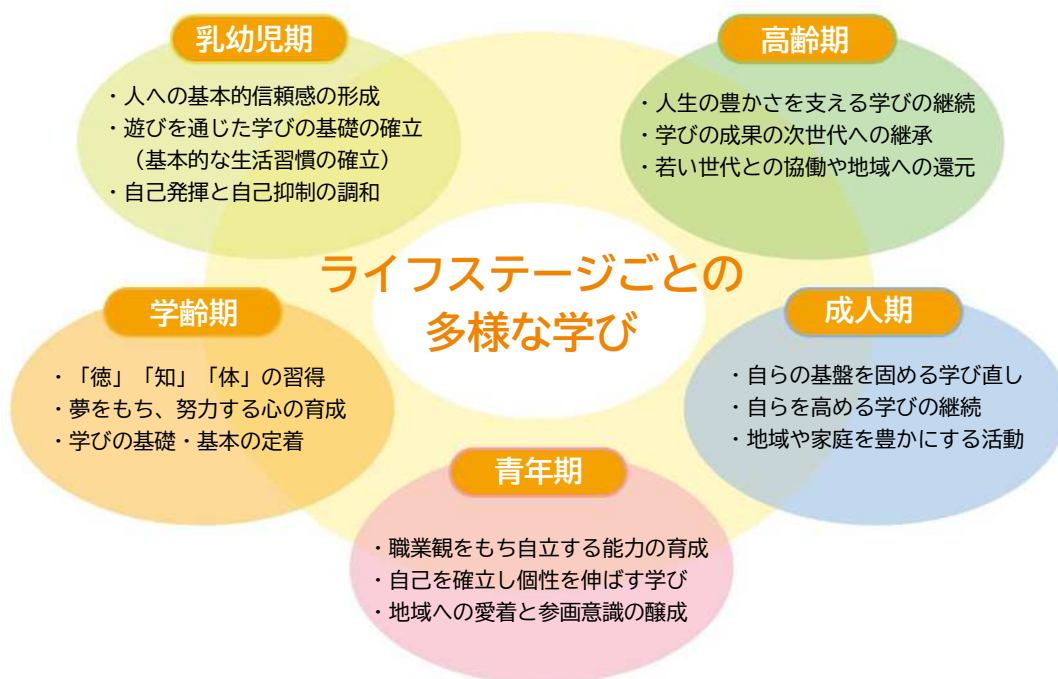 乳幼児期
・人への基本的信頼感の形成
・遊びを通じた学びの基礎の確立
（基本的な生活習慣の確立）
・自己発揮と自己抑制の調和
高齢期
・人生の豊かさを支える学びの継続
・学びの成果の次世代への継承
・若い世代との協働や地域への還元
ライフステージごとの
多様な学び
学齢期
・「徳」「知」「体」の習得
・夢をもち、努力する心の育成
・学びの基礎・基本の定着
成人期
・自らの基盤を固める学び直し
・自らを高める学びの継続
・地域や家庭を豊かにする活動
青年期
・職業観をもち自立する能力の育成
・自己を確立し個性を伸ばす学び
・地域への愛着と参画意識の醸成